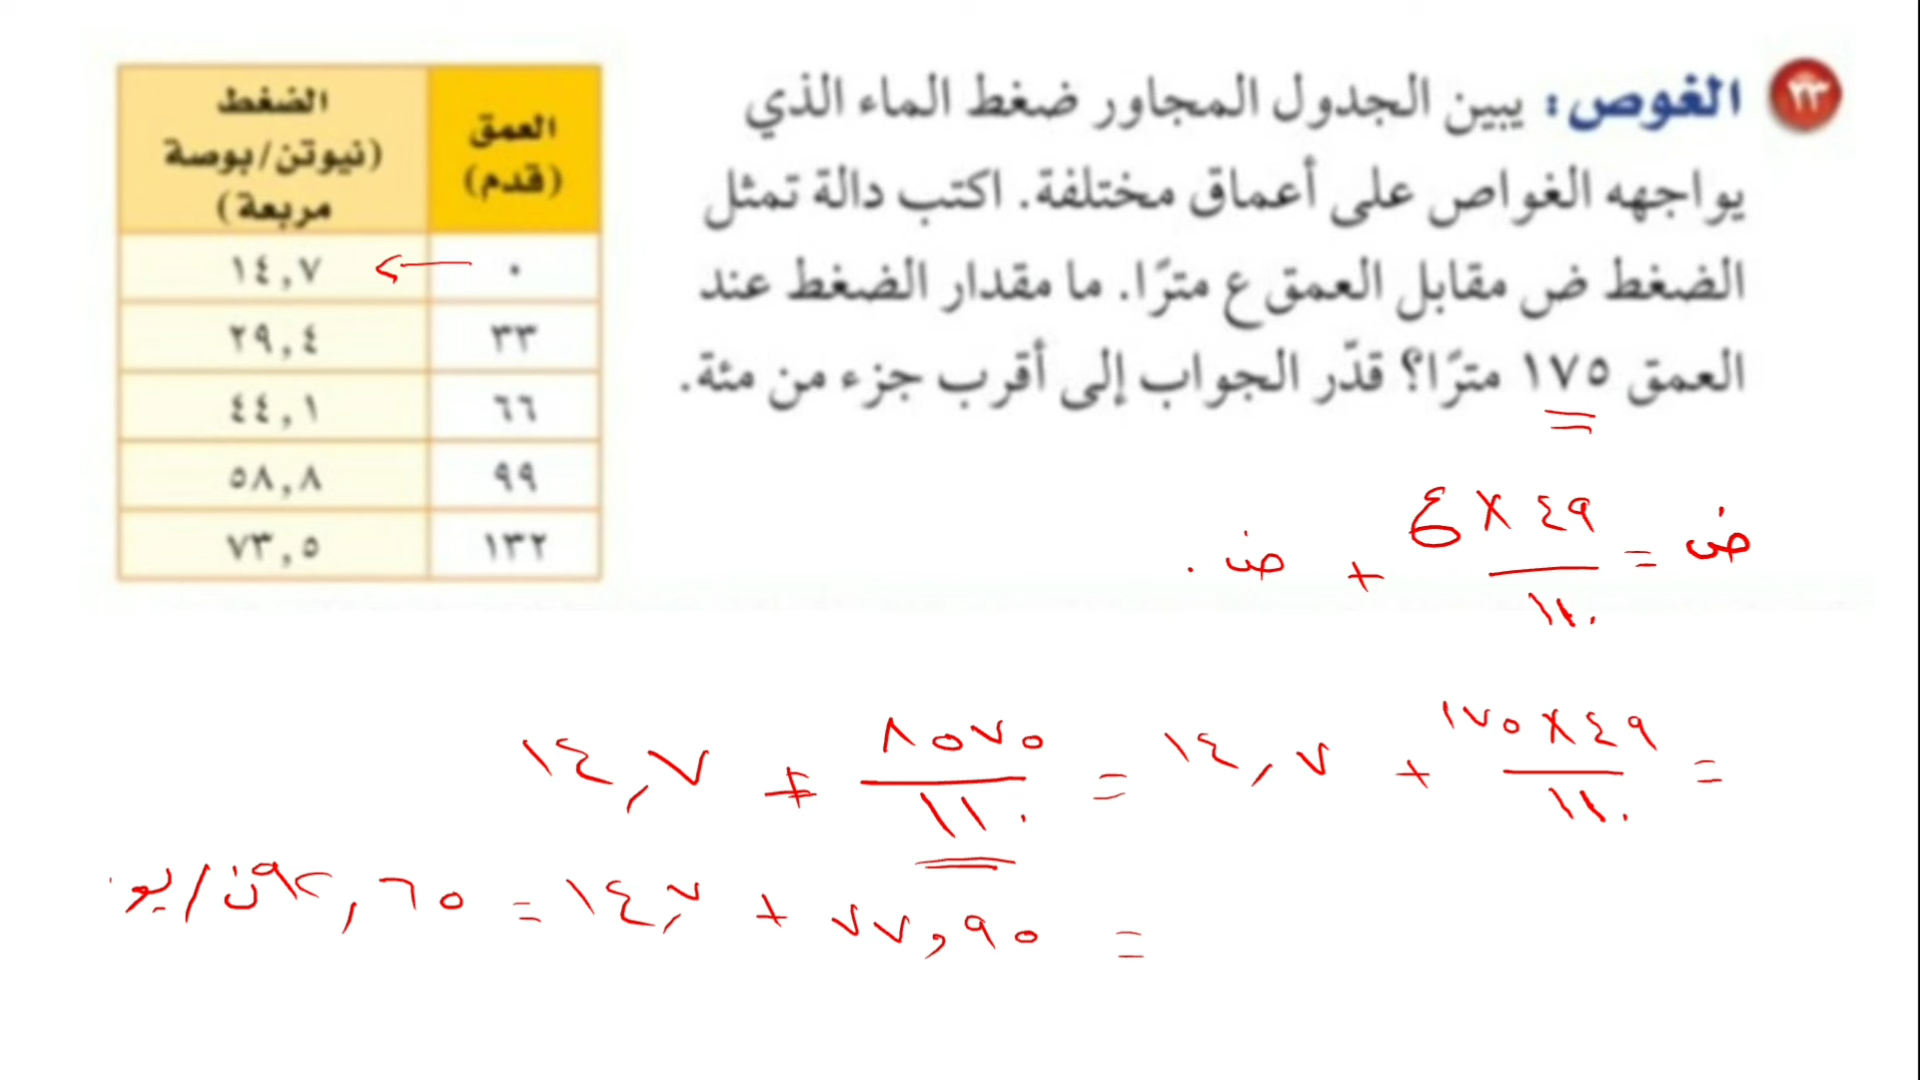 ٢٣ الغوص: يبين الجدول المجاور ضغط الماء الذي
يواجهه الغواص على أعماق مختلفة. اكتب دالة تمثل
الضغط ض مقابل العمق ع مترًا. ما مقدار الضغط عند
العمق ١٧٥ مترًا؟ قدّر الجواب إلى أقرب جزء من مئة.
العمق (قدم) الضغط (نيوتن/بوصة مربعة)
٠ ١٤,٧
٣٣ ٢٩,٤
٦٦ ٤٤,١
٩٩ ٥٨,٨
١٣٢ ٧٣,٥
ض = ٤٩ × ع / ١١٠ + ض٠
= ٤٩ × ١٧٥ / ١١٠ + ١٤,٧ = ٨٥٧٥ / ١١٠ + ١٤,٧
= ٧٧,٩٥ + ١٤,٧ = ٩٢,٦٥ ن/بو